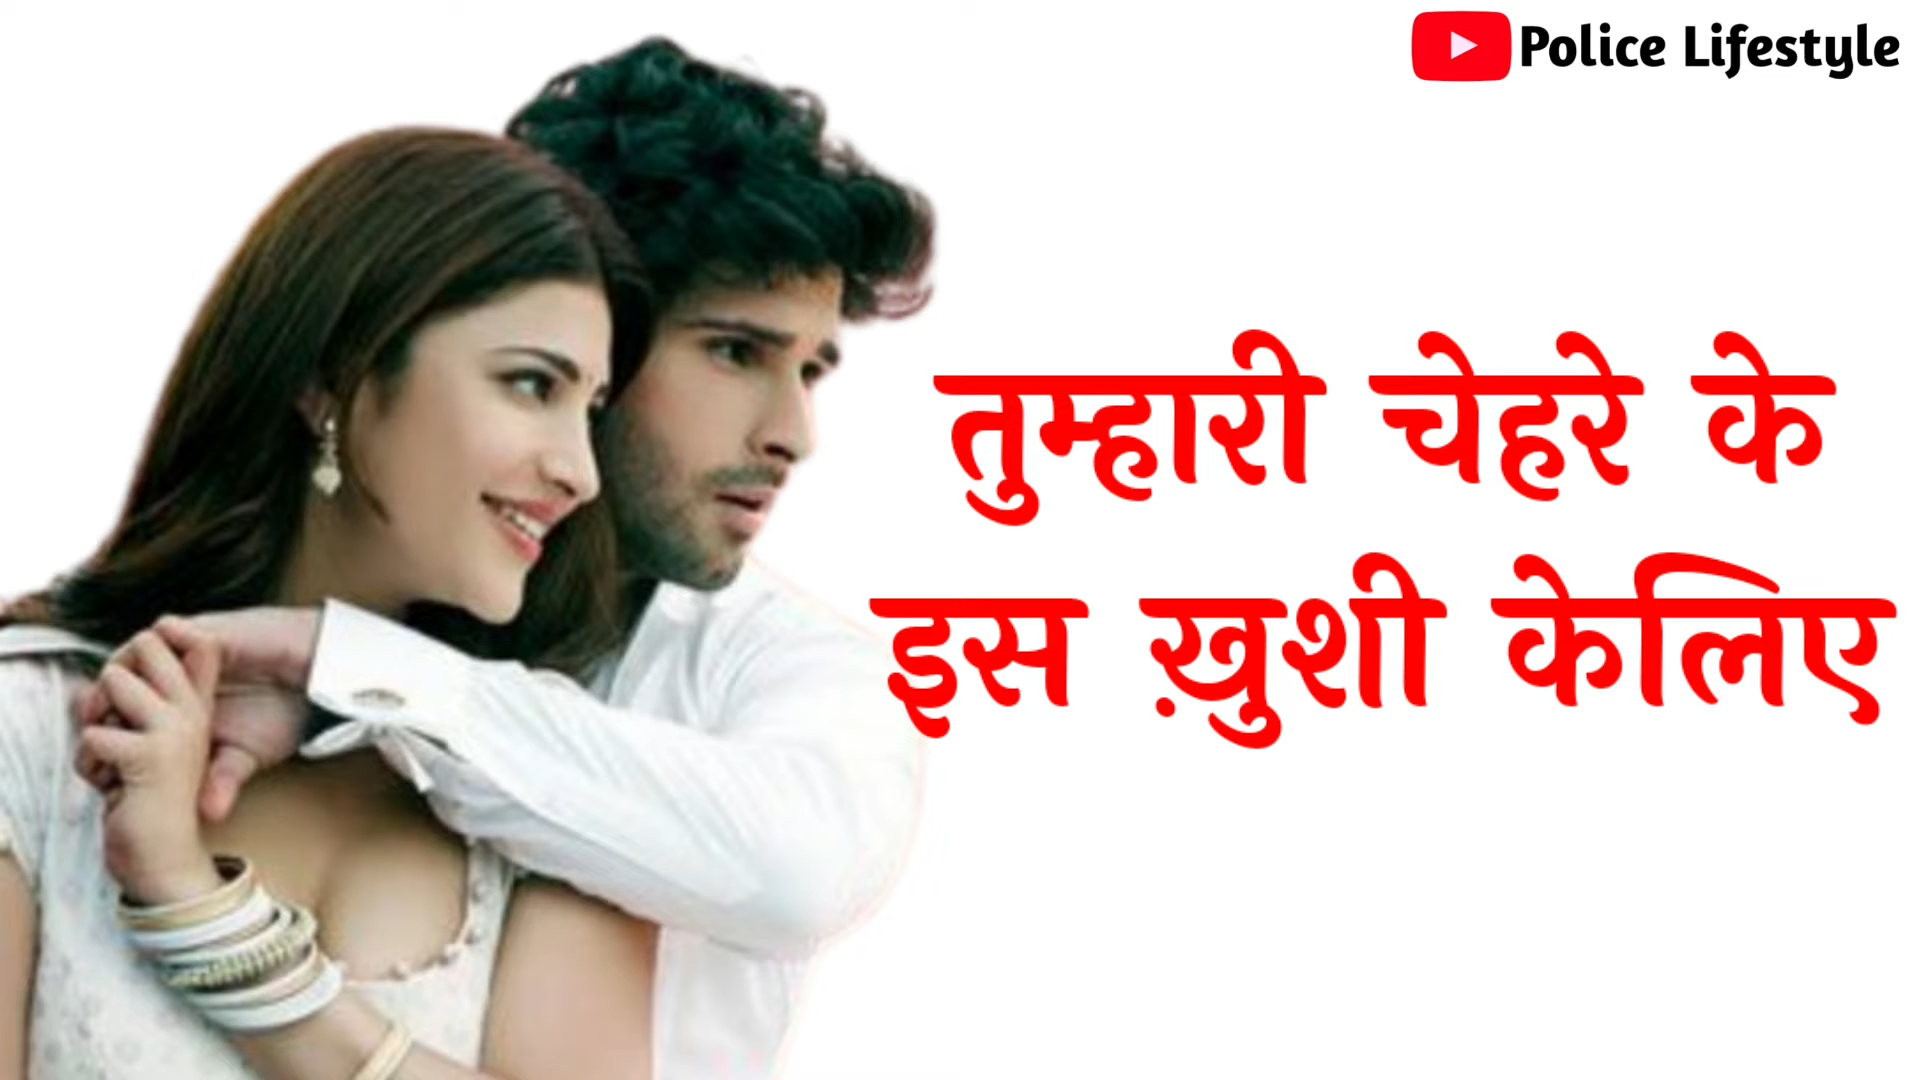 Police Lifestyle
तुम्हारी चेहरे के
इस ख़ुशी केलिए